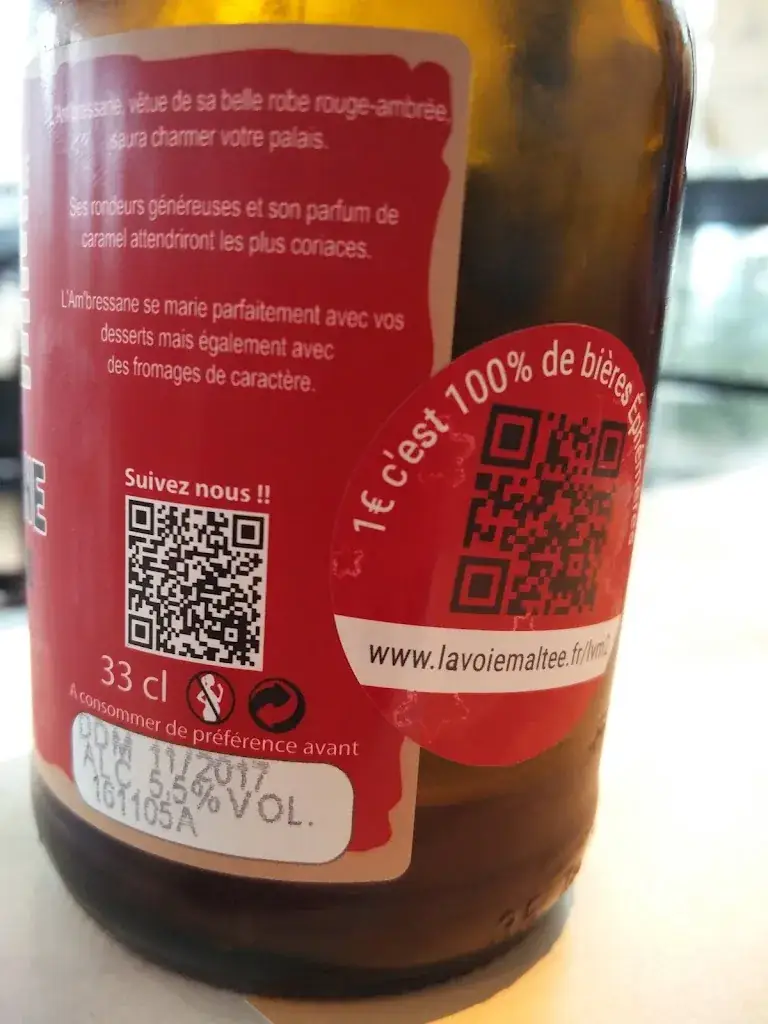 L'Am'bressane, vêtue de sa belle robe rouge-ambrée,
saura charmer votre palais.
Ses rondeurs généreuses et son parfum de
caramel attendriront les plus coriaces.
L'Am'bressane se marie parfaitement avec vos
desserts mais également avec
des fromages de caractère.
Suivez nous !!
33 cl
A consommer de préférence avant
DDM 11/2017
ALC 5,5%VOL.
161105A
1€ c'est 100% de bières Éphémères
www.lavoiemaltee.fr/lvm